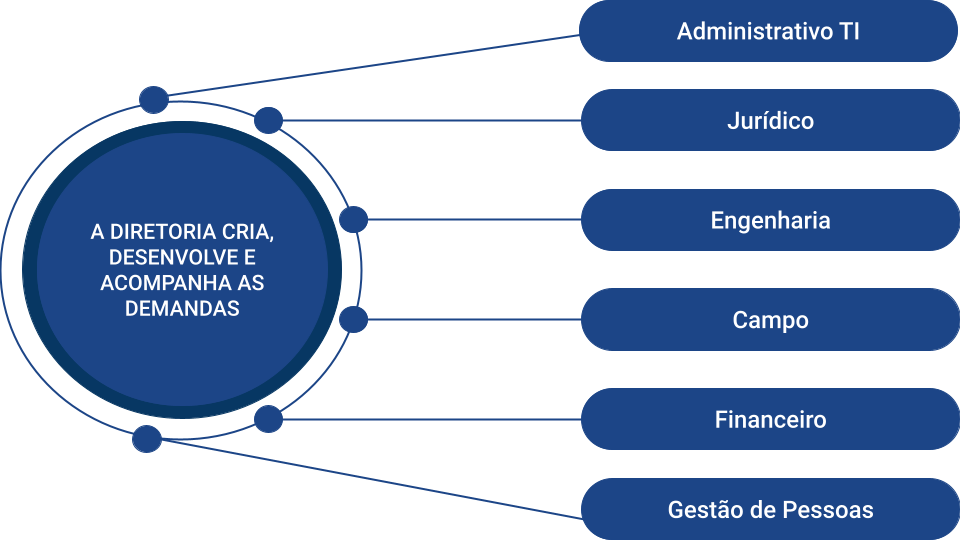 Administrativo TI
Jurídico
Engenharia
A DIRETORIA CRIA,
DESENVOLVE E
ACOMPANHA AS
DEMANDAS
Campo
Financeiro
Gestão de Pessoas